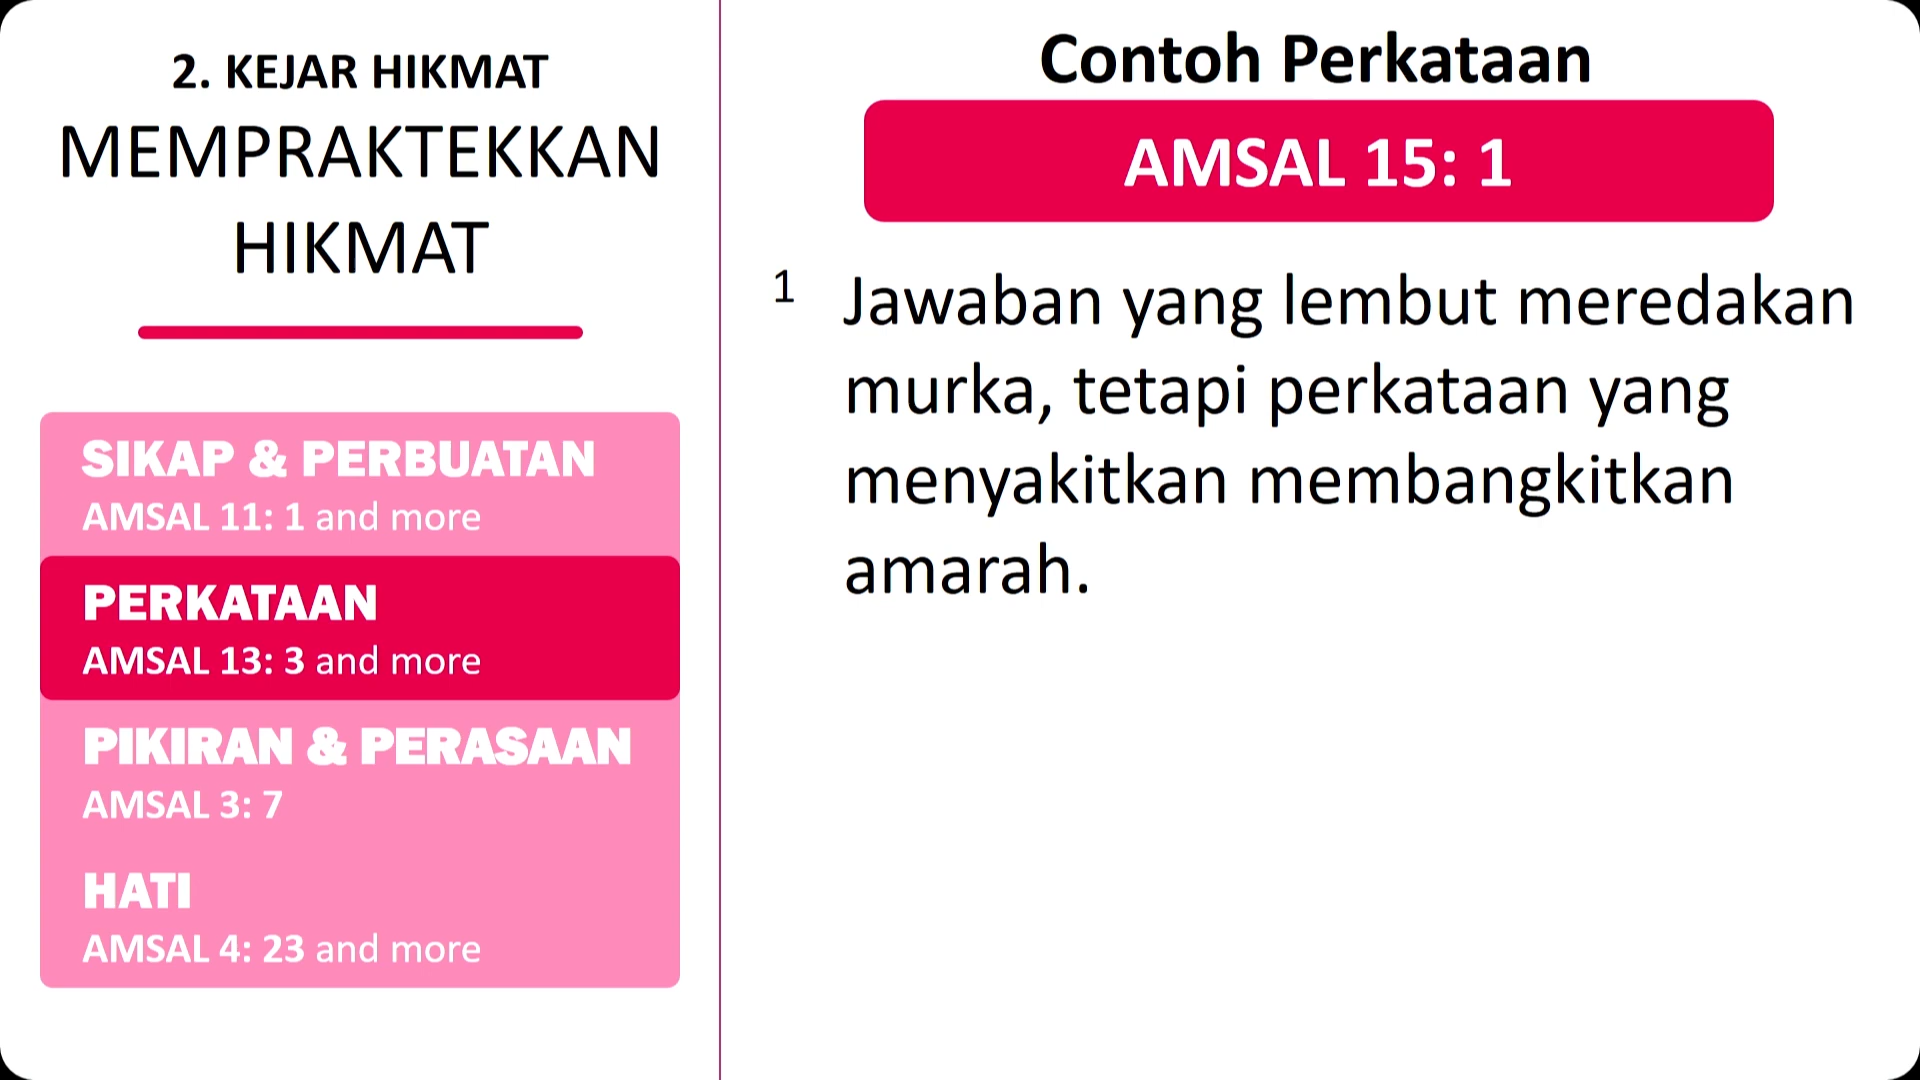 2. KEJAR HIKMAT
MEMPRAKTEKKAN
HIKMAT
SIKAP & PERBUATAN
AMSAL 11: 1 and more
PERKATAAN
AMSAL 13: 3 and more
PIKIRAN & PERASAAN
AMSAL 3: 7
HATI
AMSAL 4: 23 and more
Contoh Perkataan
AMSAL 15: 1
1 Jawaban yang lembut meredakan
murka, tetapi perkataan yang
menyakitkan membangkitkan
amarah.